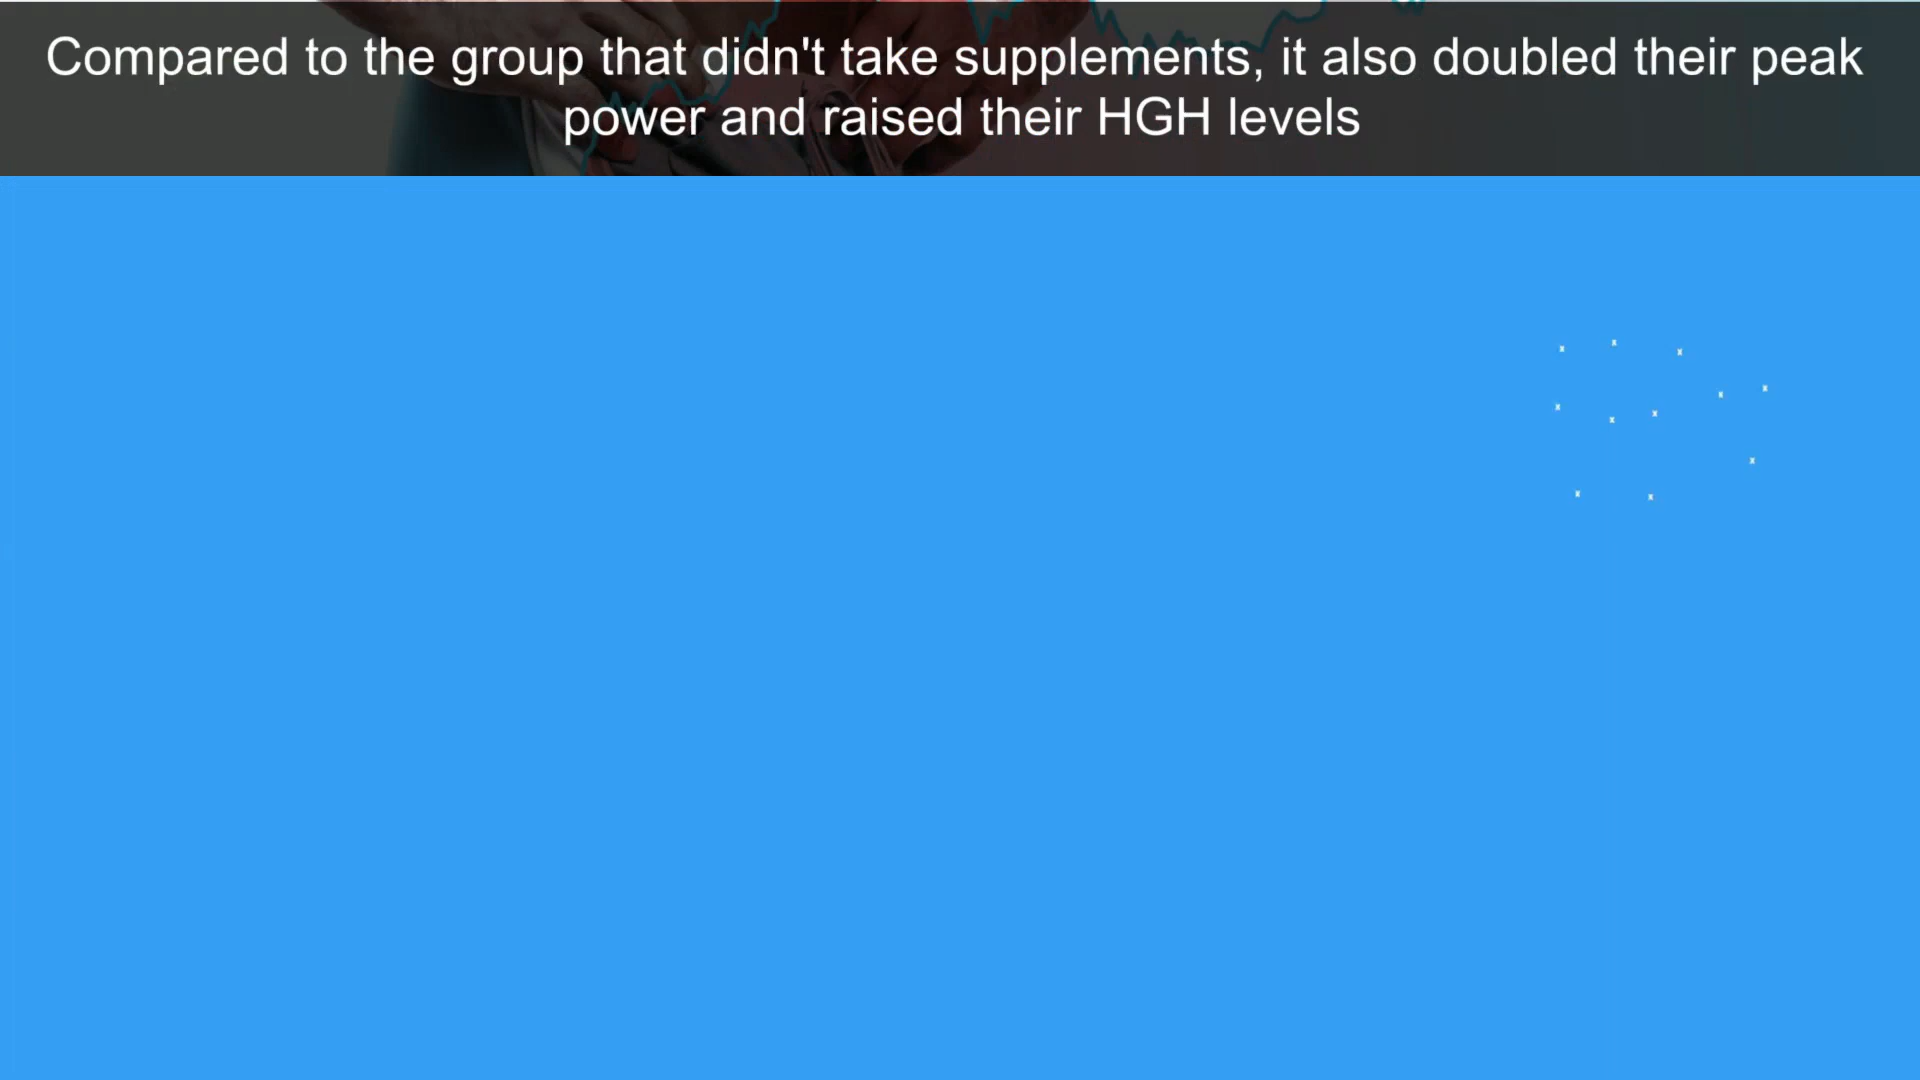 Compared to the group that didn't take supplements, it also doubled their peak
power and raised their HGH levels